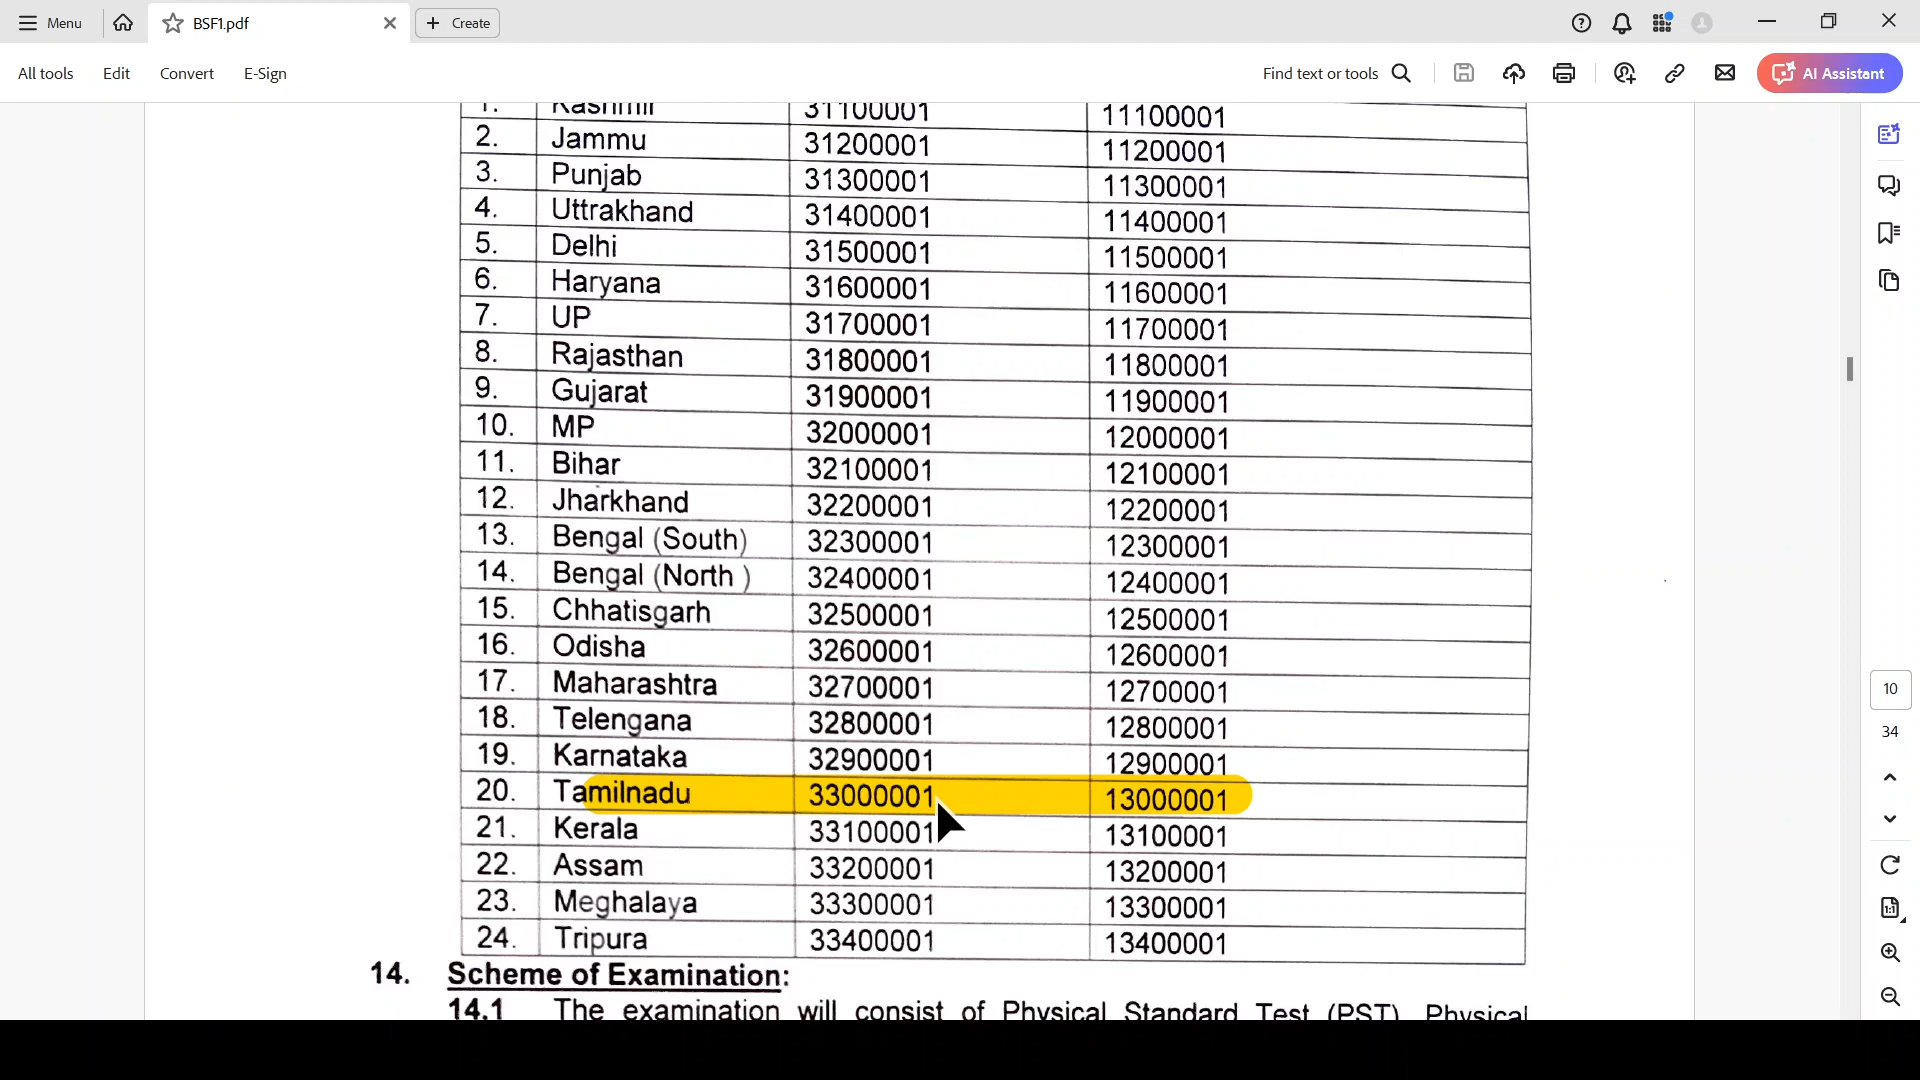 Menu
BSF1.pdf
Create
All tools
Edit
Convert
E-Sign
Find text or tools
AI Assistant
1. Kashmir 31100001 11100001
2. Jammu 31200001 11200001
3. Punjab 31300001 11300001
4. Uttrakhand 31400001 11400001
5. Delhi 31500001 11500001
6. Haryana 31600001 11600001
7. UP 31700001 11700001
8. Rajasthan 31800001 11800001
9. Gujarat 31900001 11900001
10. MP 32000001 12000001
11. Bihar 32100001 12100001
12. Jharkhand 32200001 12200001
13. Bengal (South) 32300001 12300001
14. Bengal (North ) 32400001 12400001
15. Chhatisgarh 32500001 12500001
16. Odisha 32600001 12600001
17. Maharashtra 32700001 12700001
18. Telengana 32800001 12800001
19. Karnataka 32900001 12900001
20. Tamilnadu 33000001 13000001
21. Kerala 33100001 13100001
22. Assam 33200001 13200001
23. Meghalaya 33300001 13300001
24. Tripura 33400001 13400001
14. Scheme of Examination:
14.1 The examination will consist of Physical Standard Test (PST), Physical
10
34